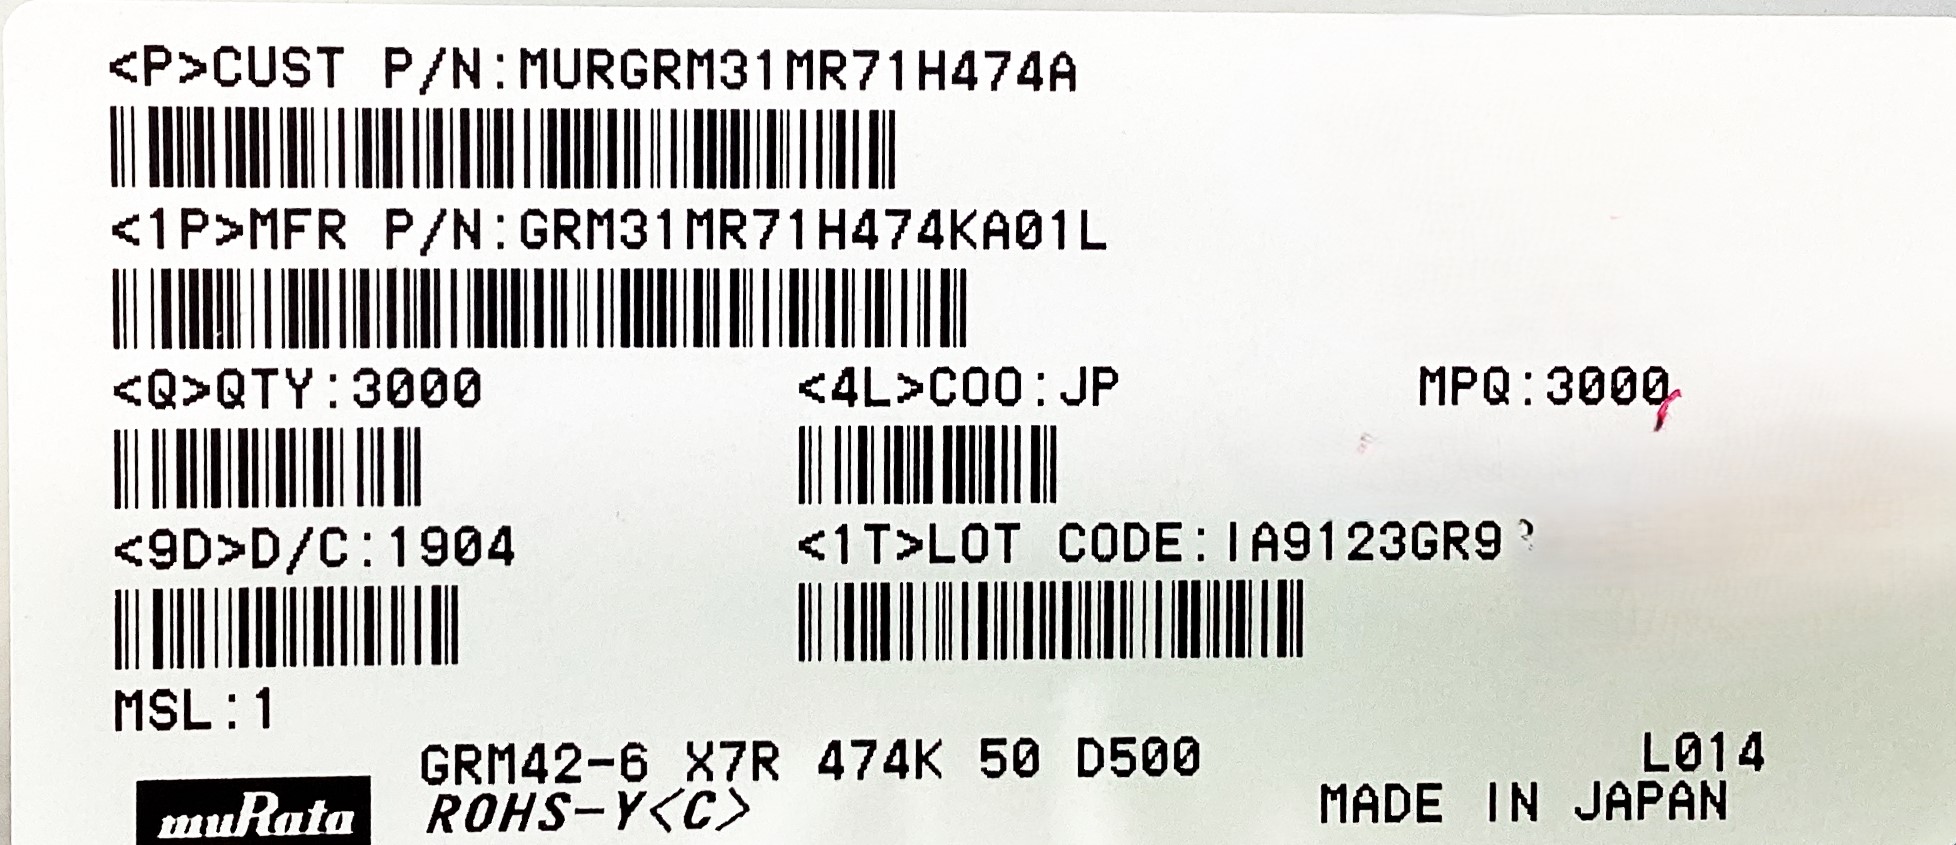 <P>CUST P/N:MURGRM31MR71H474A
<1P>MFR P/N:GRM31MR71H474KA01L
<Q>QTY:3000 <4L>COO:JP MPQ:3000
<9D>D/C:1904 <1T>LOT CODE:IA9123GR9
MSL:1
GRM42-6 X7R 474K 50 D500 L014
muRata ROHS-Y<C> MADE IN JAPAN